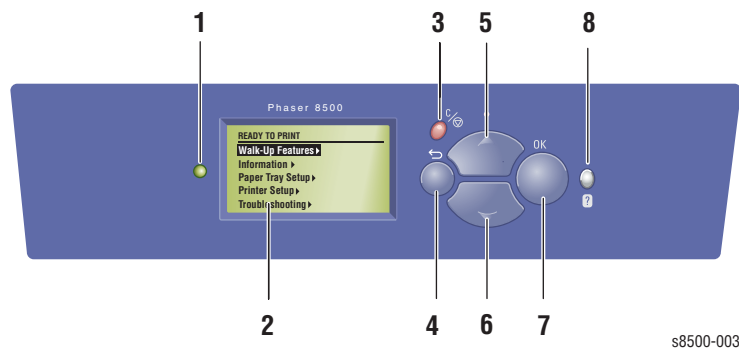 1
3
5
8
Phaser 8500
C/
READY TO PRINT
Walk-Up Features
Information
Paper Tray Setup
Printer Setup
Troubleshooting
OK
?
2
4
6
7
s8500-003